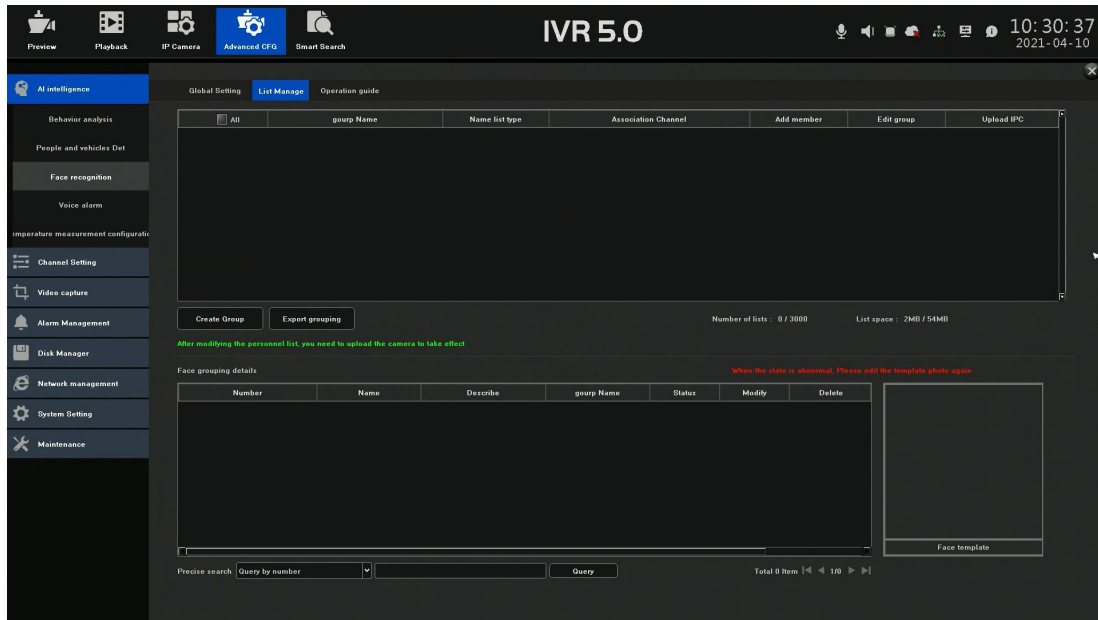 IVR 5.0
10:30:37
2021-04-10
Preview
Playback
IP Camera
Advanced CFG
Smart Search
AI intelligence
Behavior analysis
People and vehicles Det
Face recognition
Voice alarm
emperature measurement configuratic
Channel Setting
Video capture
Alarm Management
Disk Manager
Network management
System Setting
Maintenance
Global Setting List Manage Operation guide
All gourp Name Name list type Association Channel Add member Edit group Upload IPC
Create Group Export grouping Number of lists : 0 / 3000 List space : 2MB / 54MB
After modifying the personnel list, you need to upload the camera to take effect
Face grouping details When the state is abnormal, Please edit the template photo again
Number Name Describe gourp Name Status Modify Delete
Face template
Precise search Query by number Query Total 0 Item 1/0